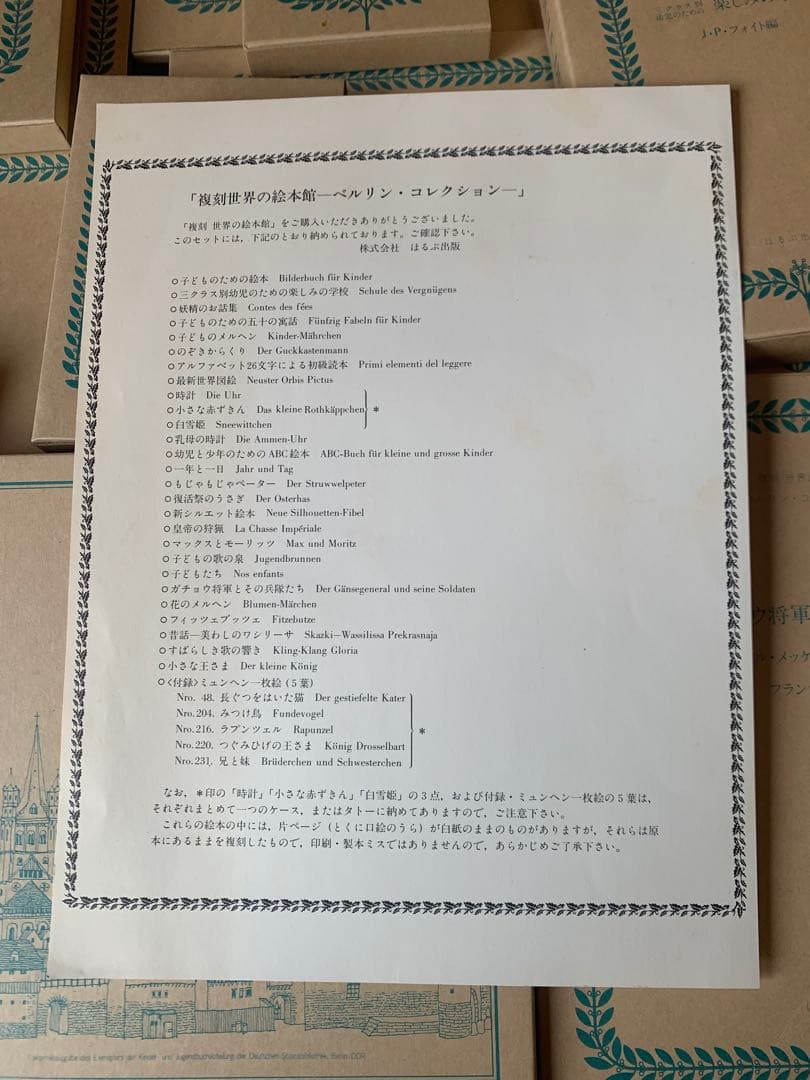 三クラス別
幼児のための
J・P・フォイト編
「複刻世界の絵本館―ベルリン・コレクション―」
「複刻 世界の絵本館」をご購入いただきありがとうございました。
このセットには，下記のとおり納められております。ご確認下さい。
株式会社 ほるぷ出版
○子どものための絵本 Bilderbuch für Kinder
○三クラス別幼児のための楽しみの学校 Schule des Vergnügens
○妖精のお話集 Contes des fées
○子どものための五十の寓話 Fünfzig Fabeln für Kinder
○子どものメルヘン Kinder-Mährchen
○のぞきからくり Der Guckkastenmann
○アルファベット26文字による初級読本 Primi elementi del leggere
○最新世界図絵 Neuster Orbis Pictus
○時計 Die Uhr
○小さな赤ずきん Das kleine Rothkäppchen *
○白雪姫 Sneewittchen
○乳母の時計 Die Ammen-Uhr
○幼児と少年のためのABC絵本 ABC-Buch für kleine und grosse Kinder
○一年と一日 Jahr und Tag
○もじゃもじゃペーター Der Struwwelpeter
○復活祭のうさぎ Der Osterhas
○新シルエット絵本 Neue Silhouetten-Fibel
○皇帝の狩猟 La Chasse Impériale
○マックスとモーリッツ Max und Moritz
○子どもの歌の泉 Jugendbrunnen
○子どもたち Nos enfants
○ガチョウ将軍とその兵隊たち Der Gänsegeneral und seine Soldaten
○花のメルヘン Blumen-Märchen
○フィッツェブッツェ Fitzebutze
○昔話―美わしのワシリーサ Skazki―Wassilissa Prekrasnaja
○すばらしき歌の響き Kling-Klang Gloria
○小さな王さま Der kleine König
○〈付録〉ミュンヘン一枚絵(5葉)
Nro. 48. 長ぐつをはいた猫 Der gestiefelte Kater
Nro.204. みつけ鳥 Fundevogel
Nro.216. ラプンツェル Rapunzel *
Nro.220. つぐみひげの王さま König Drosselbart
Nro.231. 兄と妹 Brüderchen und Schwesterchen
なお，*印の「時計」「小さな赤ずきん」「白雪姫」の3点，および付録・ミュンヘン一枚絵の5葉は，
それぞれまとめて一つのケース，またはタトーに納めてありますので，ご注意下さい。
これらの絵本の中には，片ページ(とくに口絵のうら)が白紙のままのものがありますが，それらは原
本にあるままを複刻したもので，印刷・製本ミスではありませんので，あらかじめご了承下さい。
将軍
フラン
der Kinder- und Jugendbuchabteilung der Deutschen Staatsbibliothek, Berlin DDR